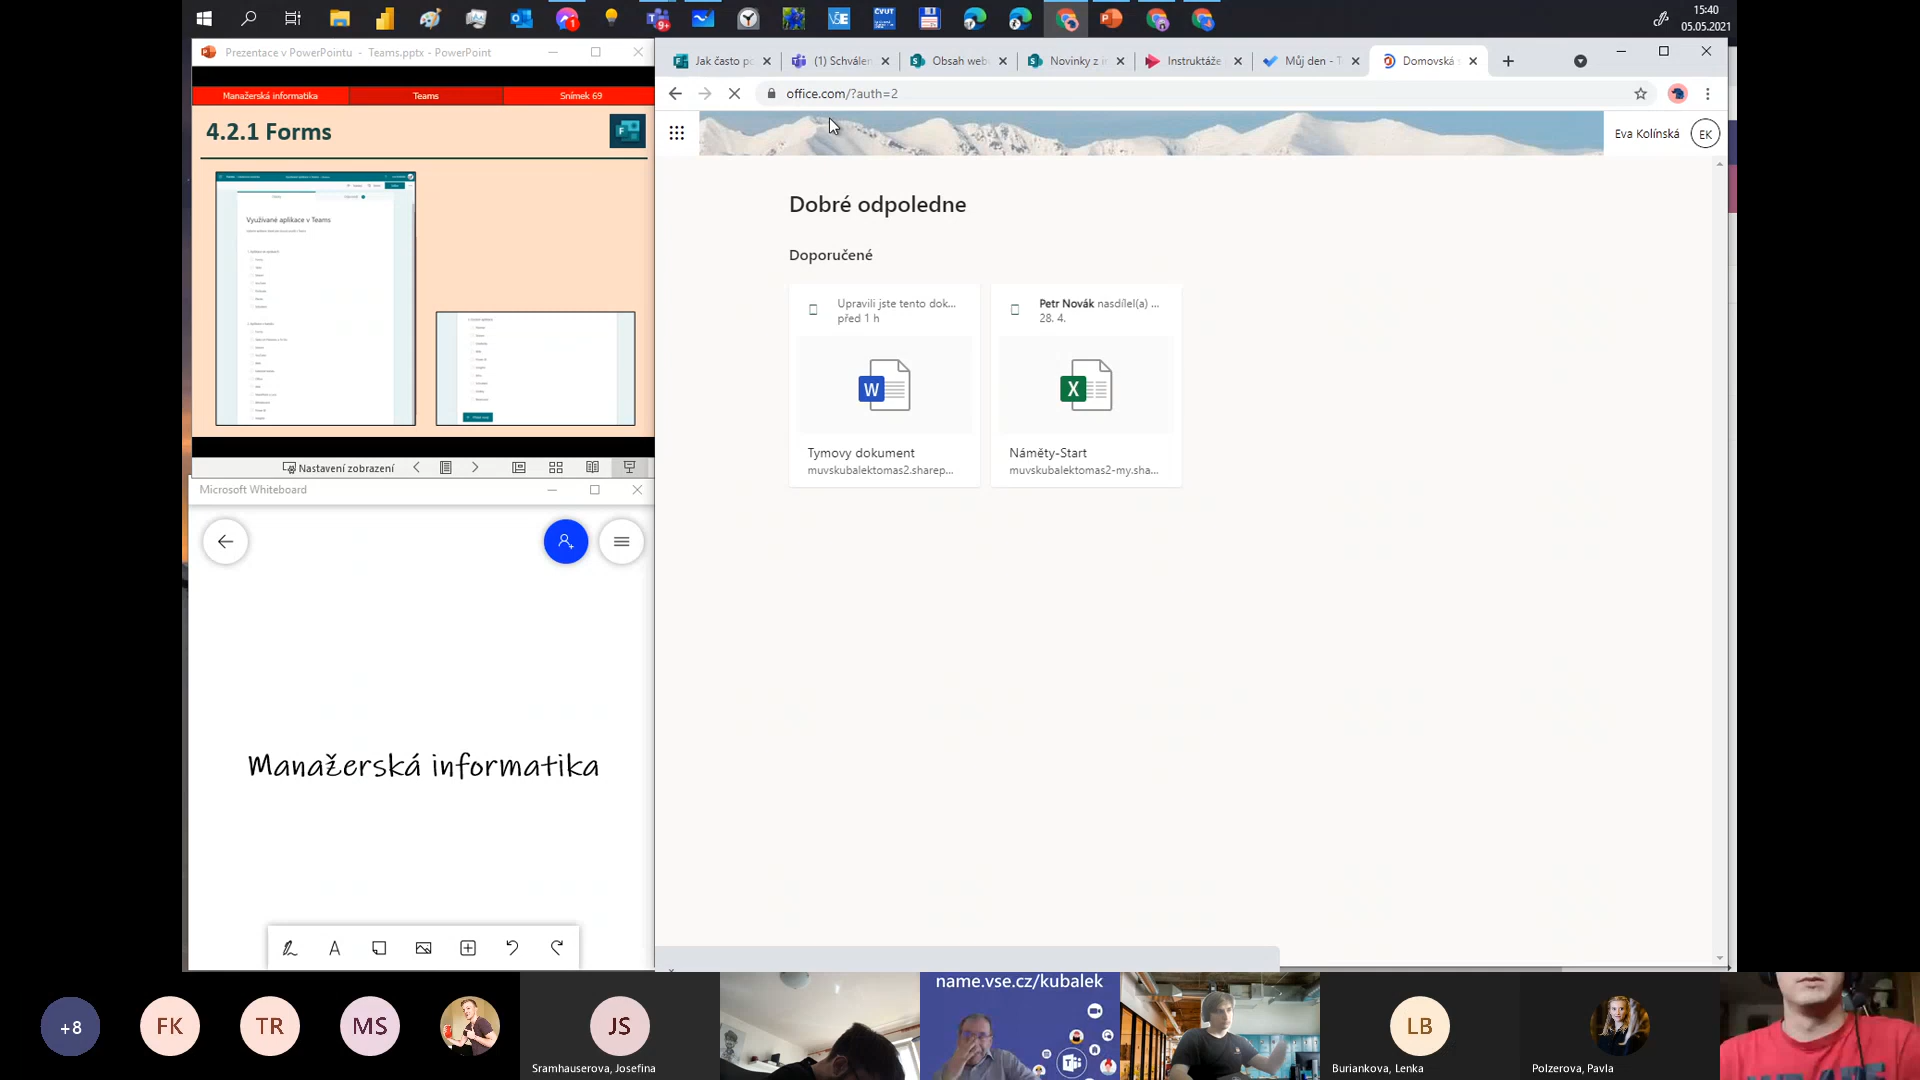 15:40
05.05.2021
Prezentace v PowerPointu - Teams.pptx - PowerPoint
Manažerská informatika
Teams
Snímek 69
4.2.1 Forms
Využívané aplikace v Teams
Nastavení zobrazení
Microsoft Whiteboard
Manažerská informatika
Jak často p
(1) Schválen
Obsah web
Novinky z
Instruktáže
Můj den - T
Domovská s
office.com/?auth=2
Eva Kolínská
EK
Dobré odpoledne
Doporučené
Upravili jste tento dok...
před 1 h
W
Tymovy dokument
muvskubalektomas2.sharep...
Petr Novák nasdílel(a) ...
28. 4.
X
Náměty-Start
muvskubalektomas2-my.sha...
+8
FK
TR
MS
JS
Sramhauserova, Josefina
name.vse.cz/kubalek
LB
Buriankova, Lenka
Polzerova, Pavla